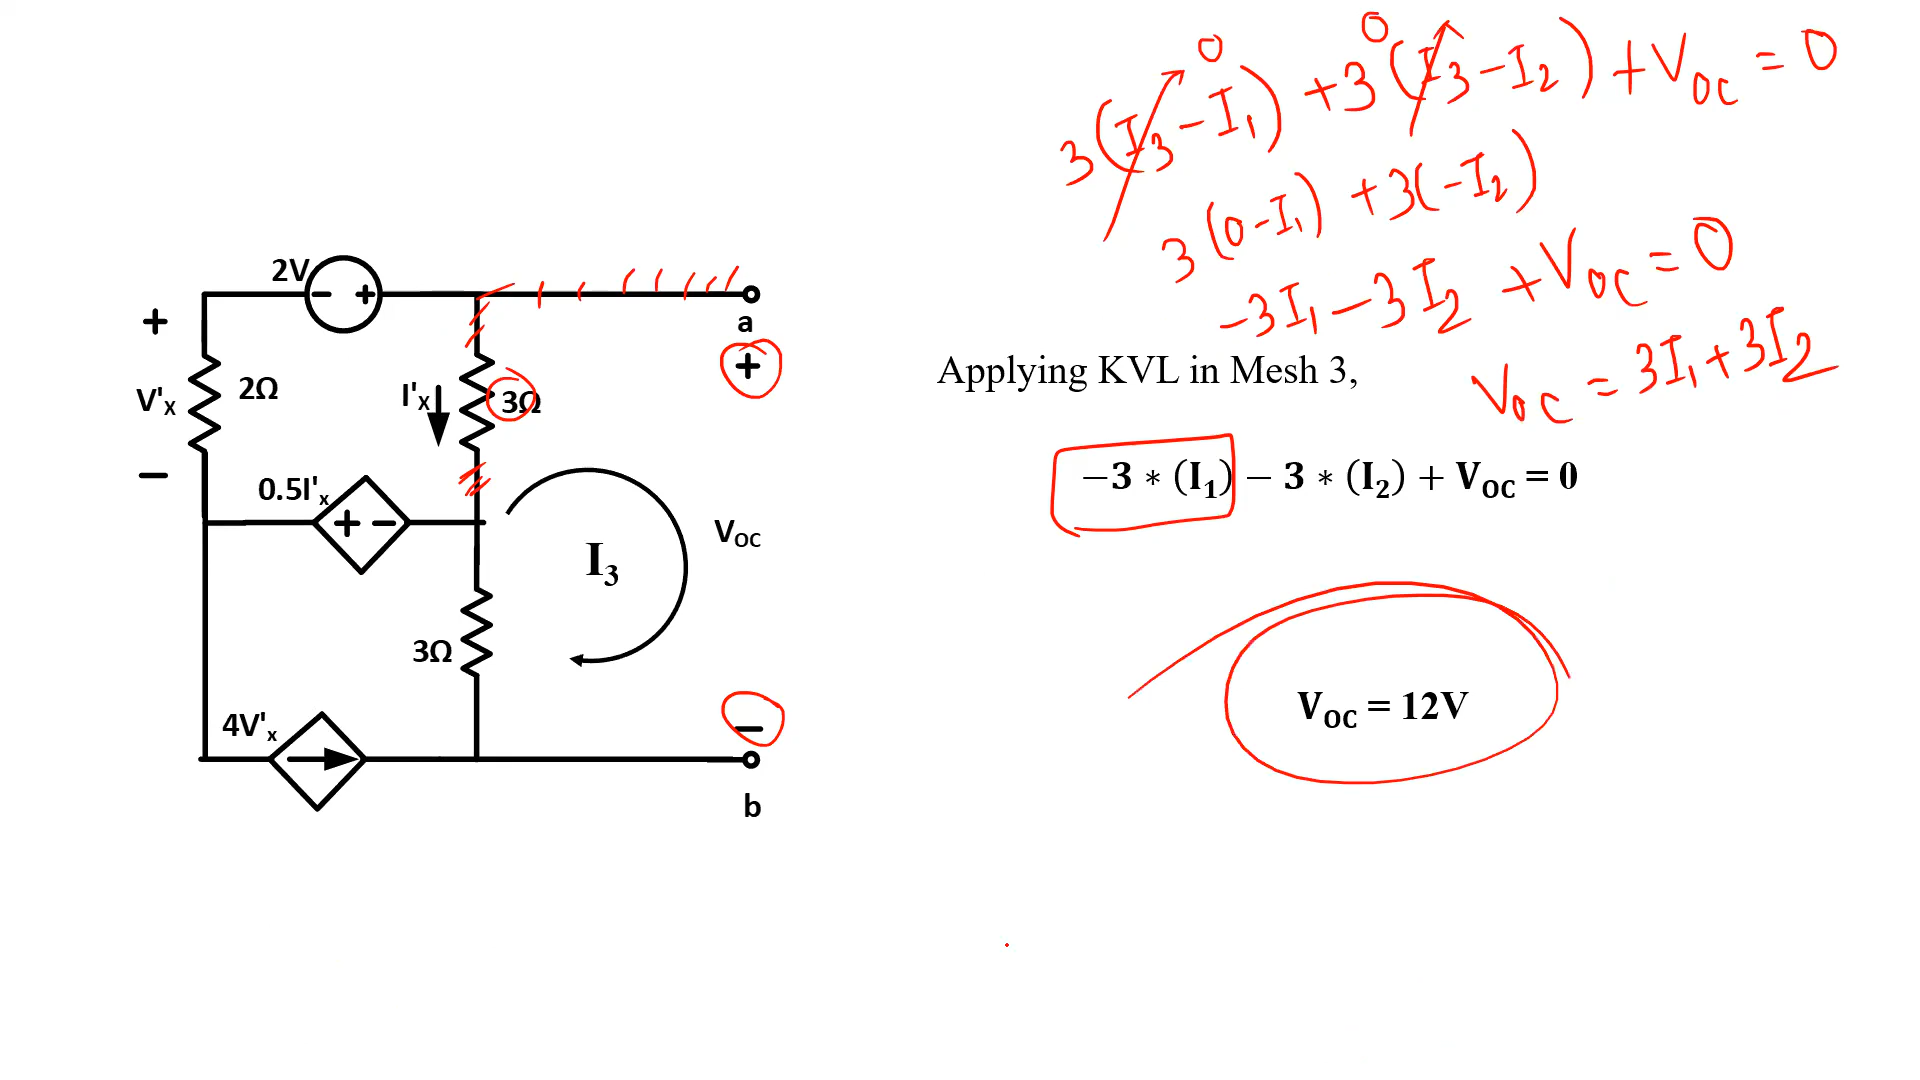 0
0
3(I3-I1) +3(I3-I2) +VOC = 0
3(0-I1) +3(-I2)
-3I1-3I2 +VOC = 0
VOC = 3I1+3I2
2V
- +
a
+
+
V'X
2Ω
I'X
3Ω
Applying KVL in Mesh 3,
−3 ∗ (I1) − 3 ∗ (I2) + VOC = 0
−
0.5I'x
+ −
I3
VOC
3Ω
VOC = 12V
4V'x
−
b